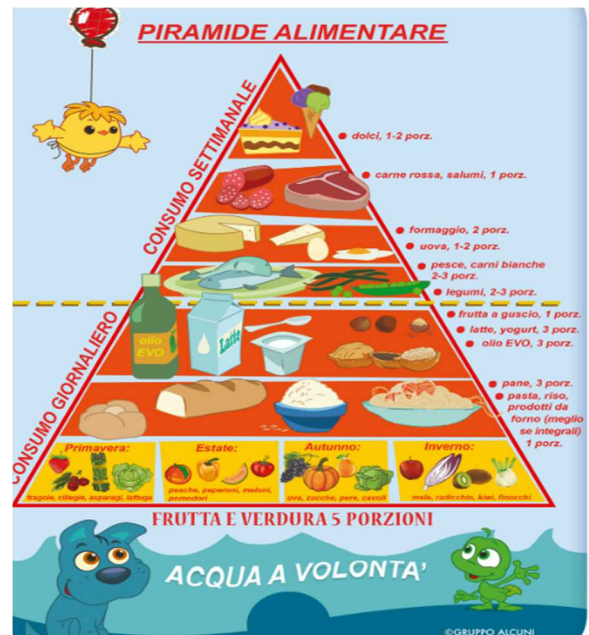 PIRAMIDE ALIMENTARE
CONSUMO SETTIMANALE
dolci, 1-2 porz.
carne rossa, salumi, 1 porz.
formaggio, 2 porz.
uova, 1-2 porz.
pesce, carni bianche
2-3 porz.
legumi, 2-3 porz.
CONSUMO GIORNALIERO
olio
EVO
Latte
frutta a guscio, 1 porz.
latte, yogurt, 3 porz.
olio EVO, 3 porz.
pane, 3 porz.
pasta, riso,
prodotti da
forno (meglio
se integrali)
1 porz.
Primavera:
fragole, ciliegie, asparagi, lattuga
Estate:
pesche, peperoni, meloni,
pomodori
Autunno:
uva, zucche, pere, cavoli
Inverno:
mele, radicchio, kiwi, finocchi
FRUTTA E VERDURA 5 PORZIONI
ACQUA A VOLONTA'
©GRUPPO ALCUNI